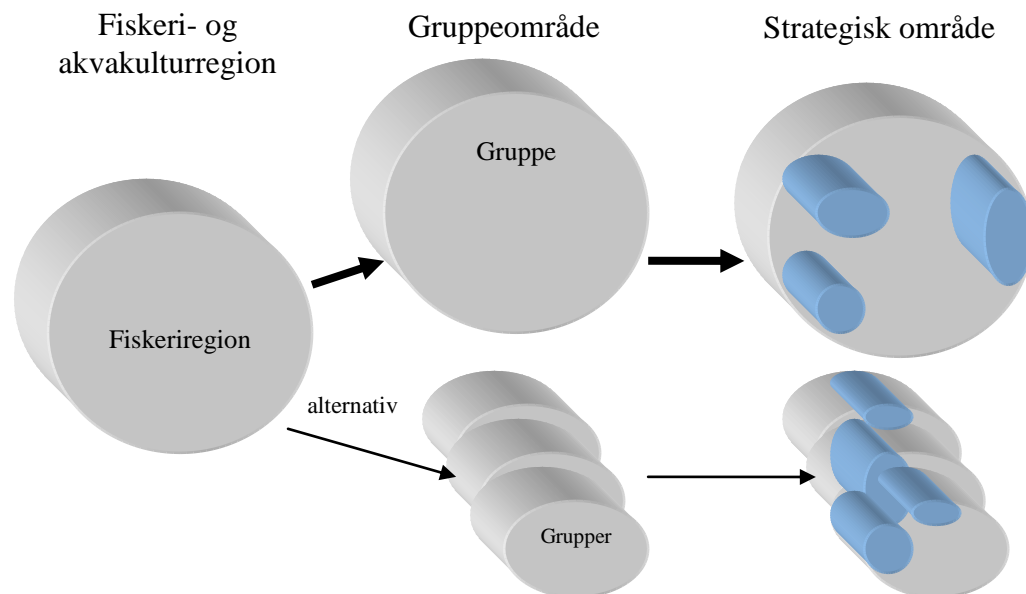 Fiskeri- og
akvakulturregion
Gruppeområde
Strategisk område
Gruppe
Fiskeriregion
alternativ
Grupper